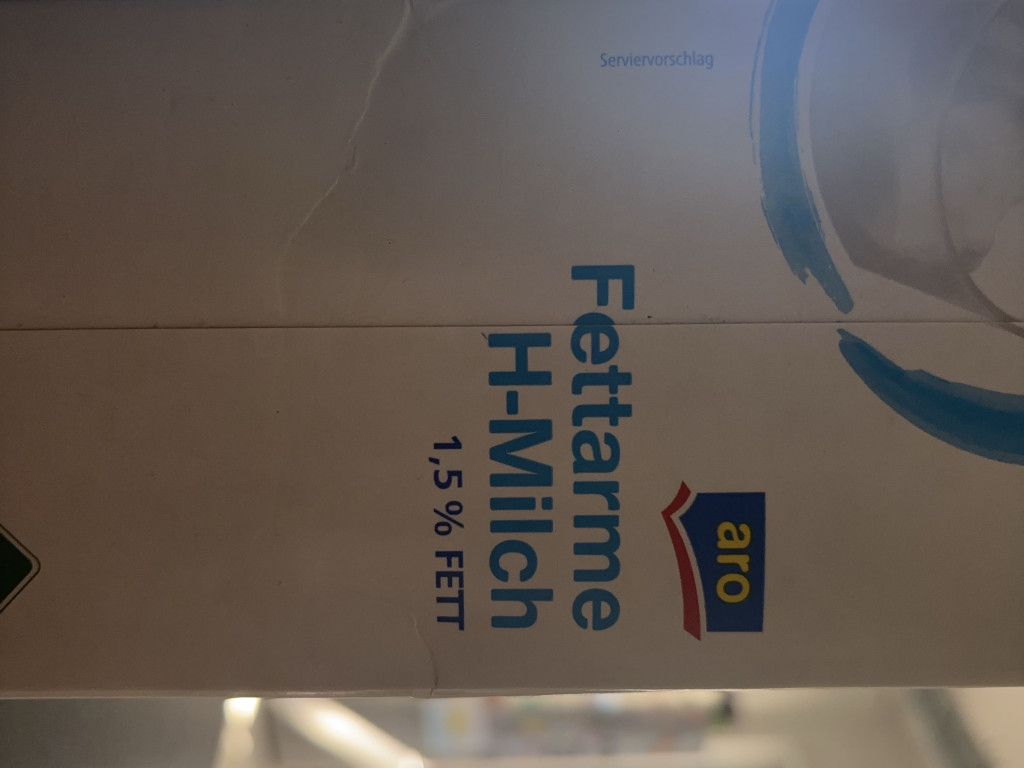 aro
Fettarme
H-Milch
1,5 % FETT
Serviervorschlag